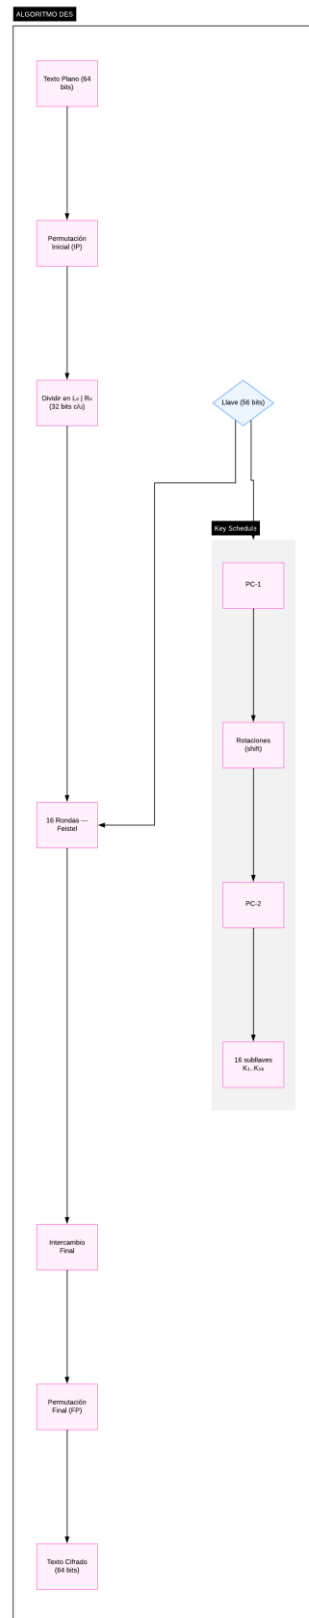 ALGORITMO DES
Texto Plano (64
bits)
Permutación
Inicial (IP)
Dividir en L₀ | R₀
(32 bits c/u)
Llave (56 bits)
Key Schedule
PC-1
Rotaciones
(shift)
16 Rondas —
Feistel
PC-2
16 subllaves
K₁..K₁₆
Intercambio
Final
Permutación
Final (FP)
Texto Cifrado
(64 bits)